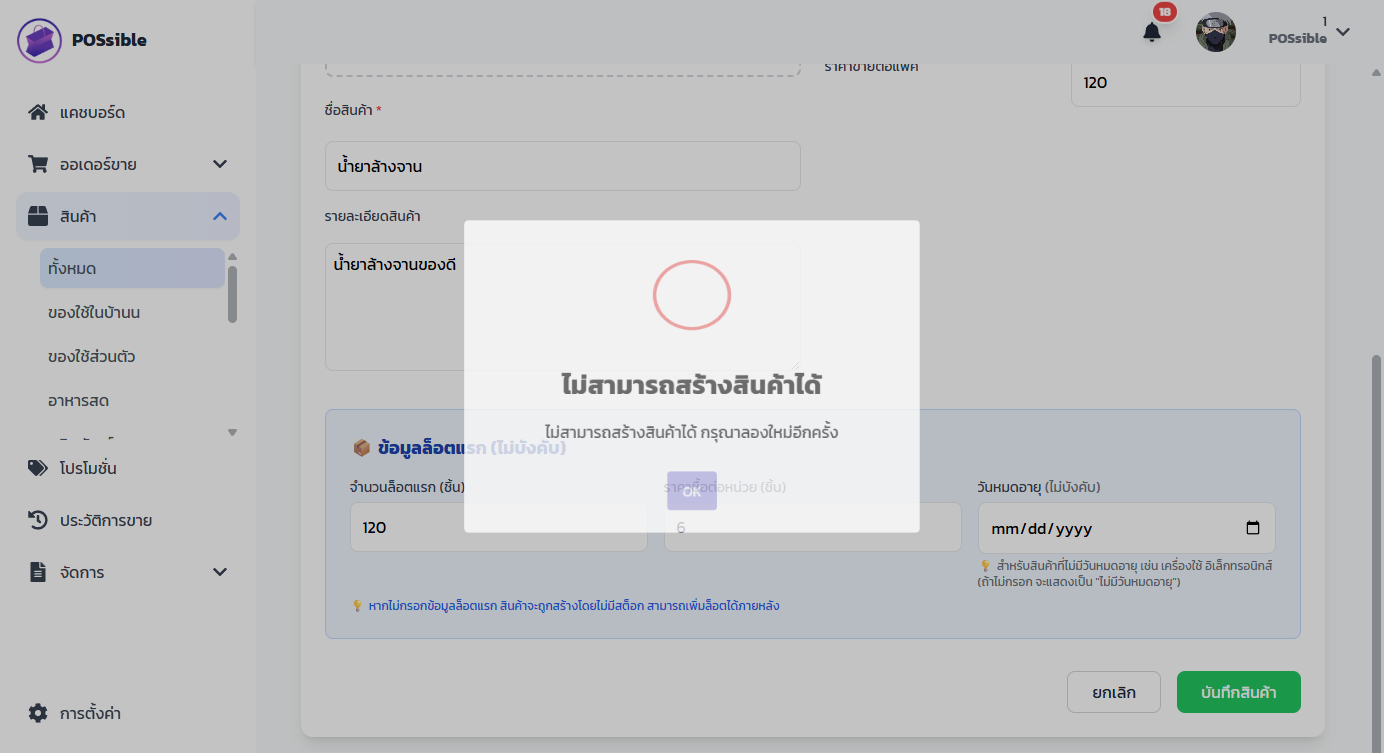 POSsible
18
1
POSsible
แดชบอร์ด
ออเดอร์ขาย
สินค้า
ทั้งหมด
ของใช้ในบ้านน
ของใช้ส่วนตัว
อาหารสด
โปรโมชั่น
ประวัติการขาย
จัดการ
การตั้งค่า
ราคาขายต่อแพ็ค
120
ชื่อสินค้า *
น้ำยาล้างจาน
รายละเอียดสินค้า
น้ำยาล้างจานของดี
ไม่สามารถสร้างสินค้าได้
ไม่สามารถสร้างสินค้าได้ กรุณาลองใหม่อีกครั้ง
OK
ข้อมูลล็อตแรก (ไม่บังคับ)
จำนวนล็อตแรก (ชิ้น)
120
ราคาซื้อต่อหน่วย (ชิ้น)
6
วันหมดอายุ (ไม่บังคับ)
mm/dd/yyyy
สำหรับสินค้าที่ไม่มีวันหมดอายุ เช่น เครื่องใช้ อิเล็กทรอนิกส์
(ถ้าไม่กรอก จะแสดงเป็น "ไม่มีวันหมดอายุ")
หากไม่กรอกข้อมูลล็อตแรก สินค้าจะถูกสร้างโดยไม่มีสต็อก สามารถเพิ่มล็อตได้ภายหลัง
ยกเลิก
บันทึกสินค้า